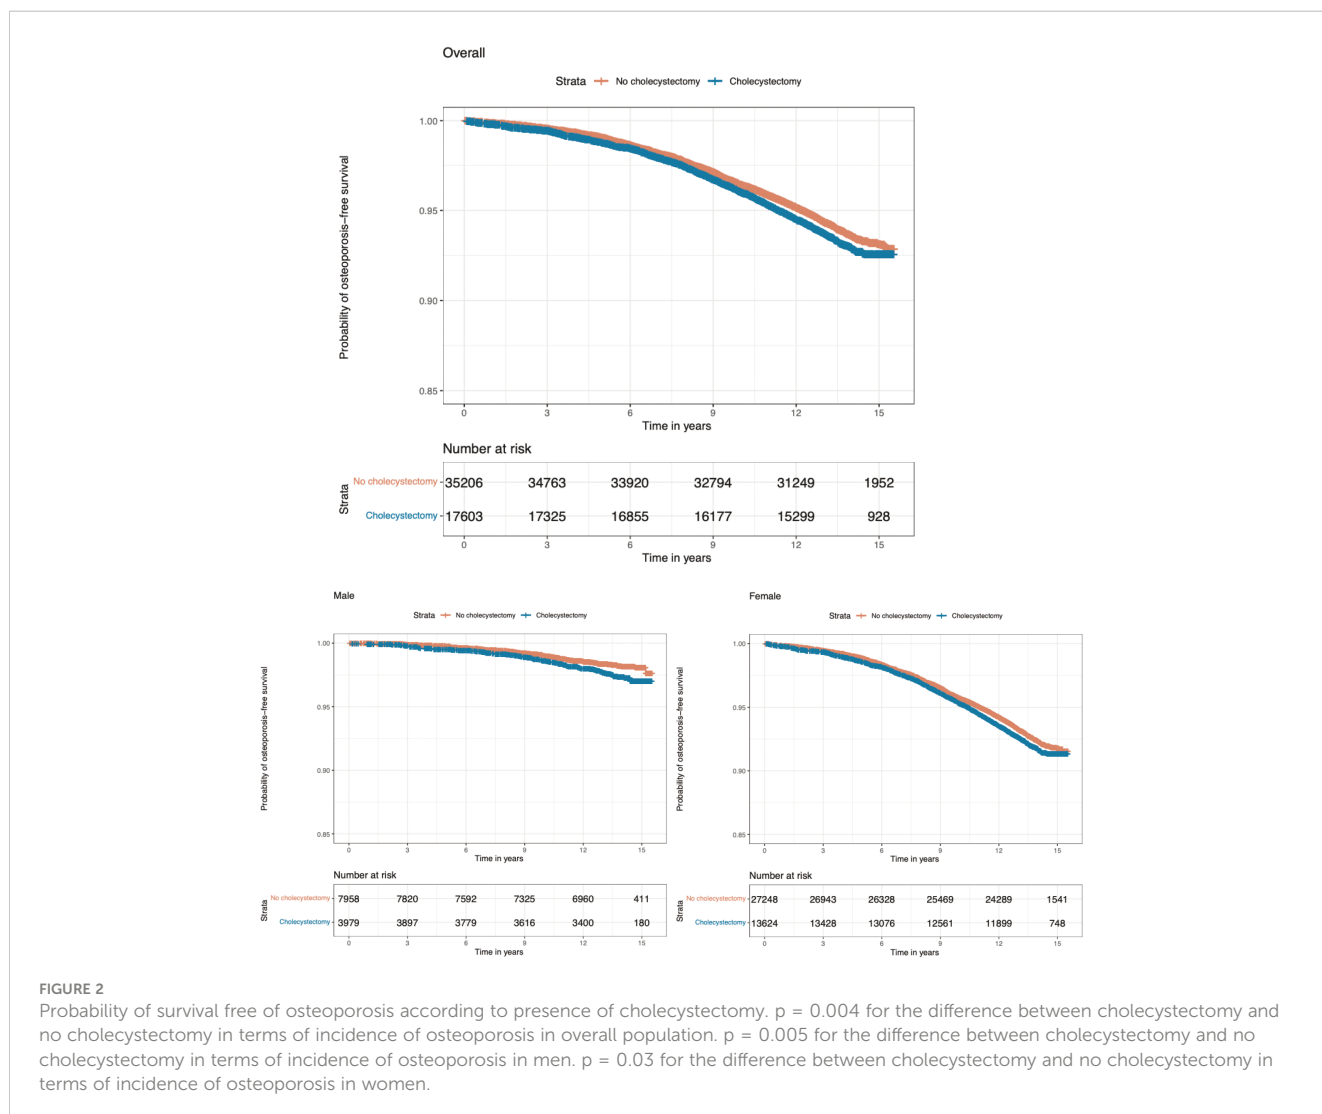 Overall
Strata No cholecystectomy Cholecystectomy
Probability of osteoporosis–free survival
1.00
0.95
0.90
0.85
0 3 6 9 12 15
Time in years
Number at risk
Strata
No cholecystectomy 35206 34763 33920 32794 31249 1952
Cholecystectomy 17603 17325 16855 16177 15299 928
0 3 6 9 12 15
Time in years
Male
Strata No cholecystectomy Cholecystectomy
Probability of osteoporosis–free survival
1.00
0.95
0.90
0.85
0 3 6 9 12 15
Time in years
Number at risk
Strata
No cholecystectomy 7958 7820 7592 7325 6960 411
Cholecystectomy 3979 3897 3779 3616 3400 180
0 3 6 9 12 15
Time in years
Female
Strata No cholecystectomy Cholecystectomy
Probability of osteoporosis–free survival
1.00
0.95
0.90
0.85
0 3 6 9 12 15
Time in years
Number at risk
Strata
No cholecystectomy 27248 26943 26328 25469 24289 1541
Cholecystectomy 13624 13428 13076 12561 11899 748
0 3 6 9 12 15
Time in years
FIGURE 2
Probability of survival free of osteoporosis according to presence of cholecystectomy. p = 0.004 for the difference between cholecystectomy and
no cholecystectomy in terms of incidence of osteoporosis in overall population. p = 0.005 for the difference between cholecystectomy and no
cholecystectomy in terms of incidence of osteoporosis in men. p = 0.03 for the difference between cholecystectomy and no cholecystectomy in
terms of incidence of osteoporosis in women.